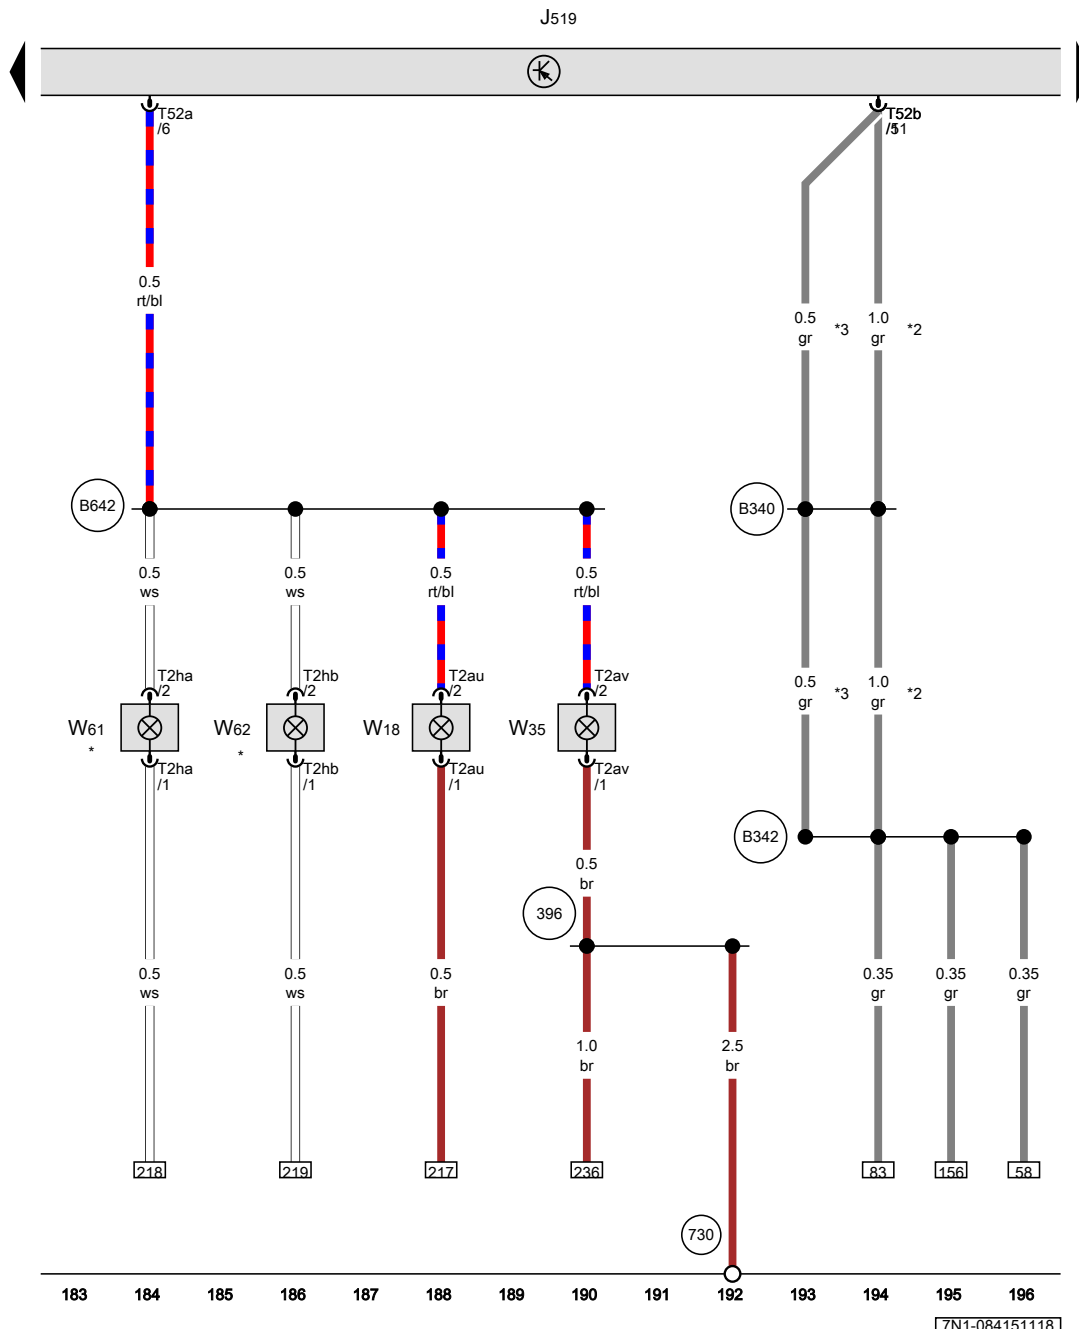 J519
T52a
/6
T52b
0.5
rt/bl
0.5
gr
*3
1.0
gr
*2
B642
B340
0.5
ws
0.5
ws
0.5
rt/bl
0.5
rt/bl
T2ha
/2
T2hb
/2
T2au
/2
T2av
/2
0.5
gr
*3
1.0
gr
*2
W61
*
W62
*
W18
W35
T2ha
/1
T2hb
/1
T2au
/1
T2av
/1
B342
0.5
br
396
0.5
ws
0.5
ws
0.5
br
0.35
gr
0.35
gr
0.35
gr
1.0
br
2.5
br
218
219
217
236
83
156
58
730
183 184 185 186 187 188 189 190 191 192 193 194 195 196
7N1-084151118